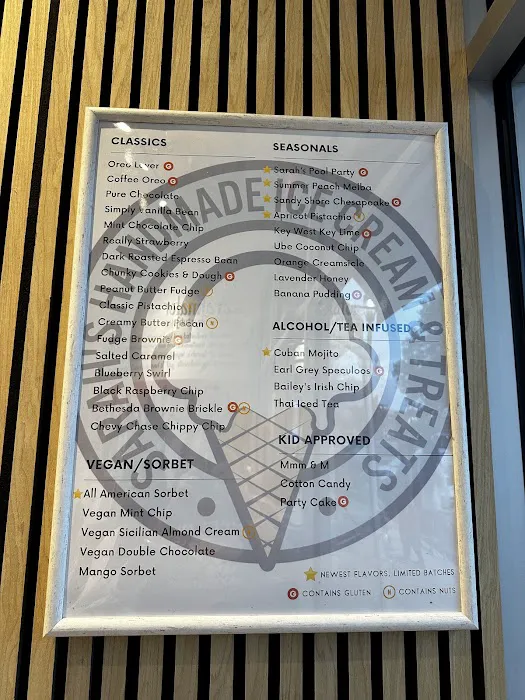 CLASSICS
Oreo Lover G
Coffee Oreo G
Pure Chocolate
Simply Vanilla Bean
Mint Chocolate Chip
Really Strawberry
Dark Roasted Espresso Bean
Chunky Cookies & Dough G
Peanut Butter Fudge
Classic Pistachio
Creamy Butter Pecan N
Fudge Brownie G
Salted Caramel
Blueberry Swirl
Black Raspberry Chip
Bethesda Brownie Brickle G N
Chevy Chase Chippy Chip
VEGAN/SORBET
All American Sorbet
Vegan Mint Chip
Vegan Sicilian Almond Cream
Vegan Double Chocolate
Mango Sorbet
SEASONALS
Sarah's Pool Party G
Summer Peach Melba
Sandy Shore Chesapeake G
Apricot Pistachio
Key West Key Lime G
Ube Coconut Chip
Orange Creamsicle
Lavender Honey
Banana Pudding G
ALCOHOL/TEA INFUSED
Cuban Mojito
Earl Grey Speculoos G
Bailey's Irish Chip
Thai Iced Tea
KID APPROVED
Mmm & M
Cotton Candy
Party Cake G
NEWEST FLAVORS, LIMITED BATCHES
G CONTAINS GLUTEN N CONTAINS NUTS
HANDMADE ICE CREAM & TREATS